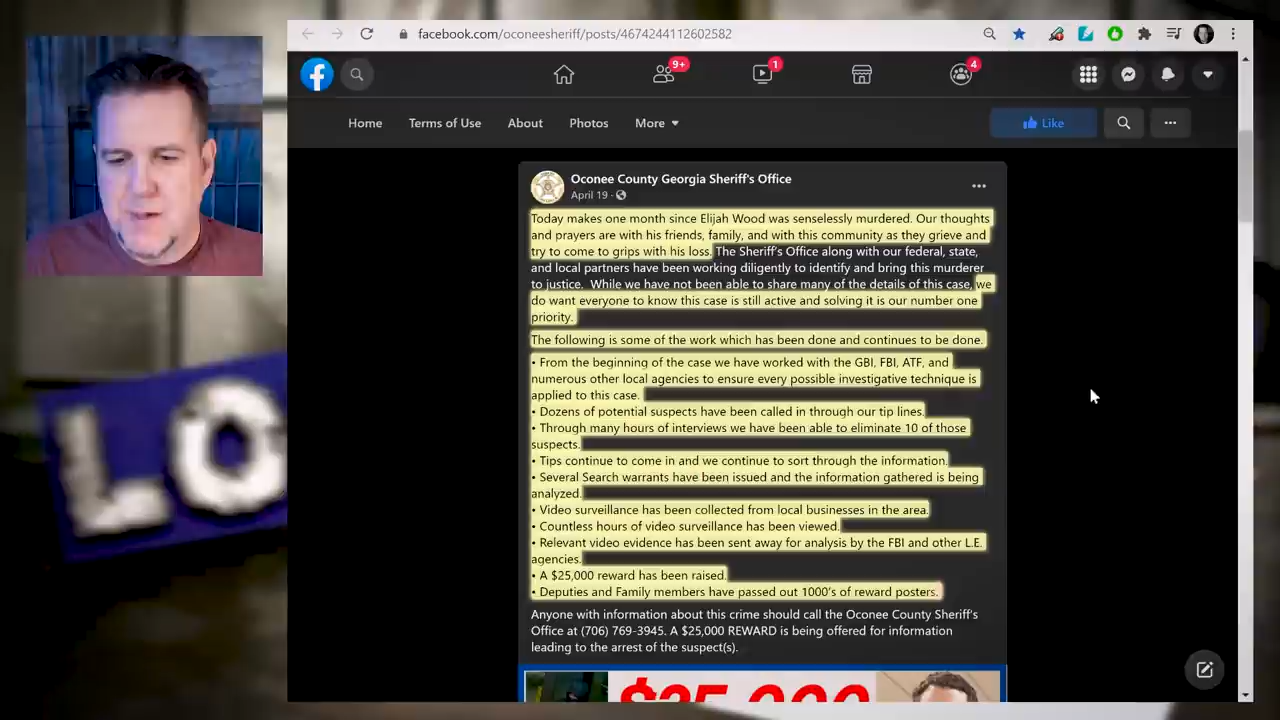 facebook.com/oconeesheriff/posts/4674244112602582
9+
1
4
Home
Terms of Use
About
Photos
More
Like
Oconee County Georgia Sheriff's Office
April 19
Today makes one month since Elijah Wood was senselessly murdered. Our thoughts
and prayers are with his friends, family, and with this community as they grieve and
try to come to grips with his loss. The Sheriff's Office along with our federal, state,
and local partners have been working diligently to identify and bring this murderer
to justice. While we have not been able to share many of the details of this case, we
do want everyone to know this case is still active and solving it is our number one
priority.
The following is some of the work which has been done and continues to be done.
• From the beginning of the case we have worked with the GBI, FBI, ATF, and
numerous other local agencies to ensure every possible investigative technique is
applied to this case.
• Dozens of potential suspects have been called in through our tip lines.
• Through many hours of interviews we have been able to eliminate 10 of those
suspects.
• Tips continue to come in and we continue to sort through the information.
• Several Search warrants have been issued and the information gathered is being
analyzed.
• Video surveillance has been collected from local businesses in the area.
• Countless hours of video surveillance has been viewed.
• Relevant video evidence has been sent away for analysis by the FBI and other L.E.
agencies.
• A $25,000 reward has been raised.
• Deputies and Family members have passed out 1000's of reward posters.
Anyone with information about this crime should call the Oconee County Sheriff's
Office at (706) 769-3945. A $25,000 REWARD is being offered for information
leading to the arrest of the suspect(s).
$25,000
LO